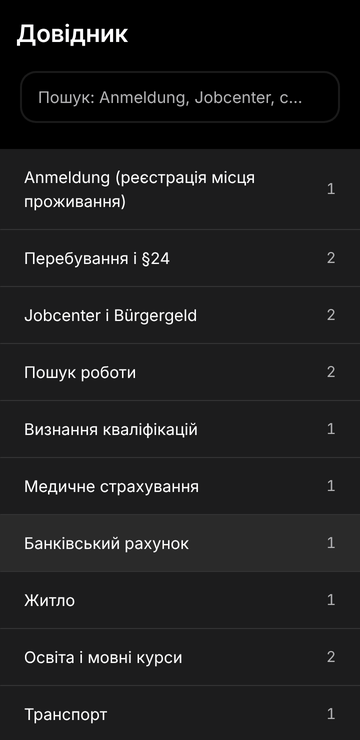 Довідник
Пошук: Anmeldung, Jobcenter, с...
Anmeldung (реєстрація місця
проживання)
1
Перебування і §24
2
Jobcenter і Bürgergeld
2
Пошук роботи
2
Визнання кваліфікацій
1
Медичне страхування
1
Банківський рахунок
1
Житло
1
Освіта і мовні курси
2
Транспорт
1